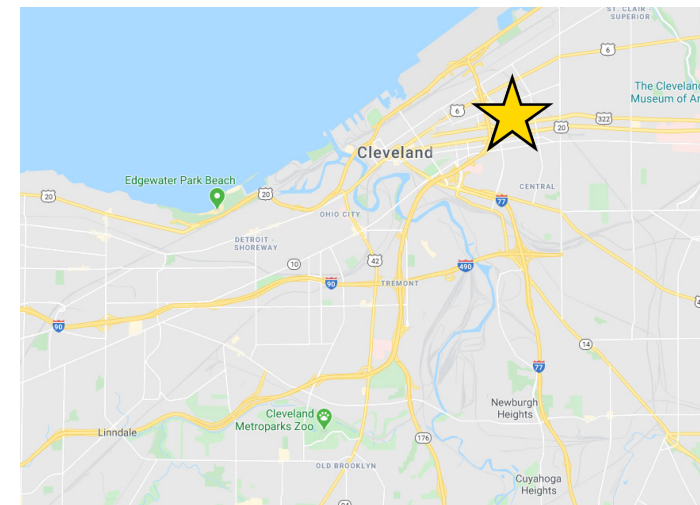 ST. CLAIR -
SUPERIOR
6
The Cleveland
Museum of Ar
6
322
20
Cleveland
Edgewater Park Beach
20
20
CENTRAL
77
OHIO CITY
DETROIT -
SHOREWAY
10
42
490
90
TREMONT
90
14
77
Newburgh
Heights
Cleveland
Metroparks Zoo
Linndale
176
OLD BROOKLYN
Cuyahoga
Heights